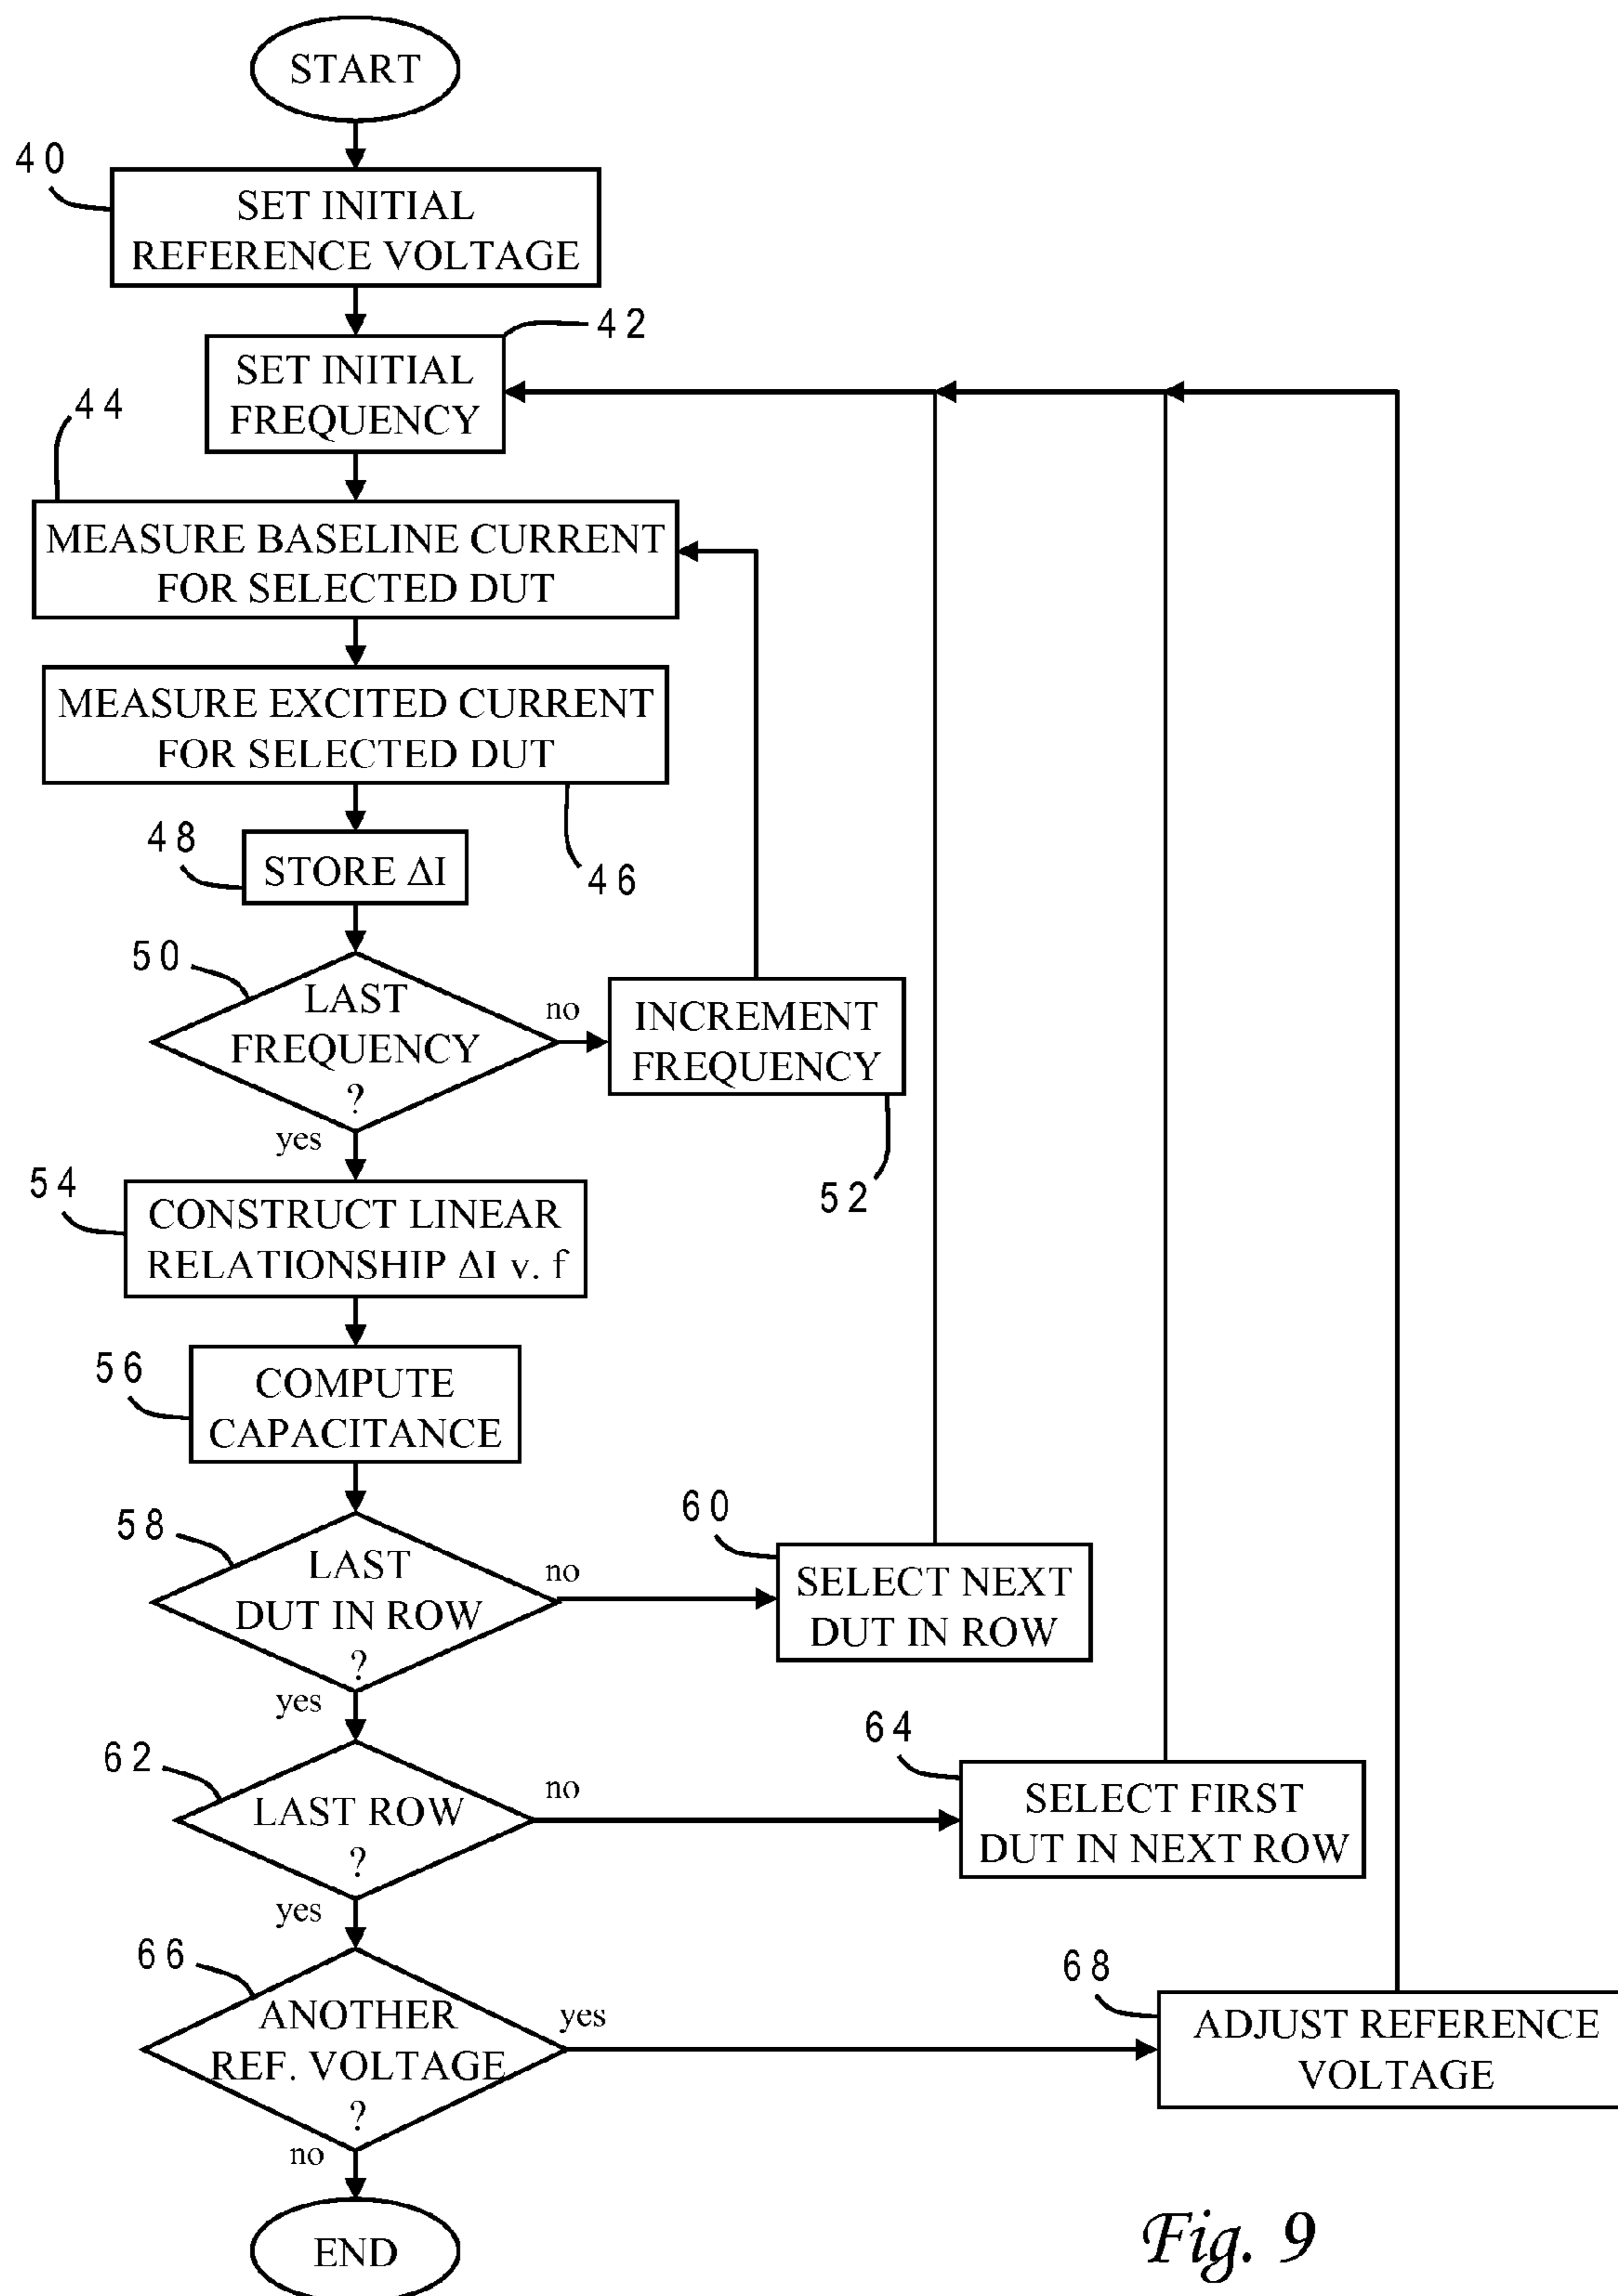 START
40
SET INITIAL
REFERENCE VOLTAGE
42
SET INITIAL
FREQUENCY
44
MEASURE BASELINE CURRENT
FOR SELECTED DUT
MEASURE EXCITED CURRENT
FOR SELECTED DUT
46
48
STORE ΔI
50
LAST
FREQUENCY
?
no
yes
INCREMENT
FREQUENCY
52
54
CONSTRUCT LINEAR
RELATIONSHIP ΔI v. f
56
COMPUTE
CAPACITANCE
58
LAST
DUT IN ROW
?
no
yes
60
SELECT NEXT
DUT IN ROW
62
LAST ROW
?
no
yes
64
SELECT FIRST
DUT IN NEXT ROW
66
ANOTHER
REF. VOLTAGE
?
yes
no
68
ADJUST REFERENCE
VOLTAGE
END
Fig. 9